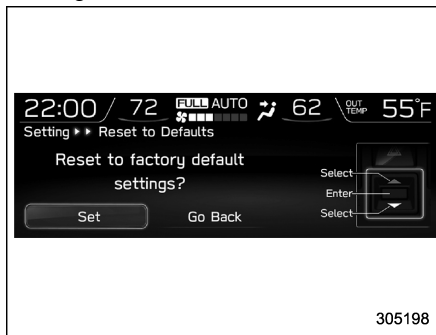 22:00 72 FULL AUTO 62 OUT TEMP 55°F
Setting ▸▸ Reset to Defaults
Reset to factory default
settings?
Select
Enter
Select
Set Go Back
305198